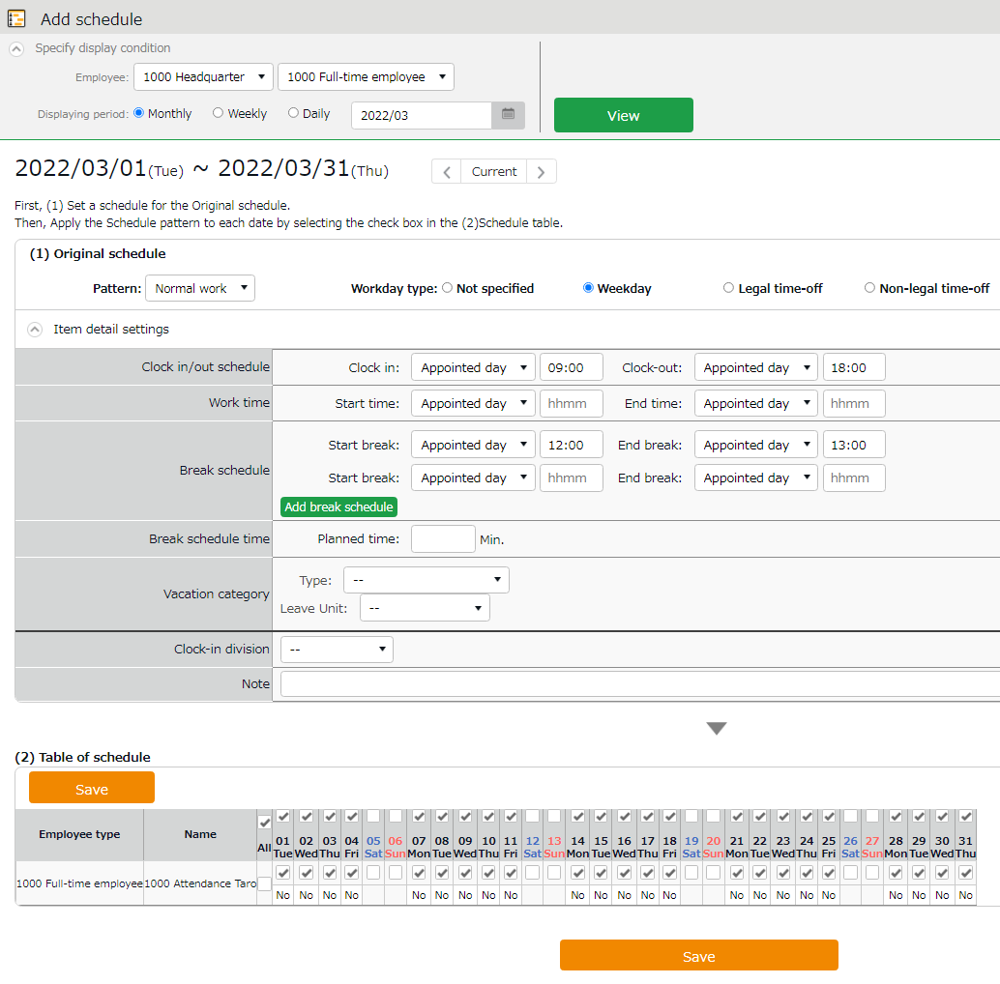 Add schedule
Specify display condition
Employee: 1000 Headquarter 1000 Full-time employee
Displaying period: Monthly Weekly Daily 2022/03 View
2022/03/01(Tue) ~ 2022/03/31(Thu) Current
First, (1) Set a schedule for the Original schedule.
Then, Apply the Schedule pattern to each date by selecting the check box in the (2)Schedule table.
(1) Original schedule
Pattern: Normal work Workday type: Not specified Weekday Legal time-off Non-legal time-off
Item detail settings
Clock in/out schedule Clock in: Appointed day 09:00 Clock-out: Appointed day 18:00
Work time Start time: Appointed day hhmm End time: Appointed day hhmm
Break schedule Start break: Appointed day 12:00 End break: Appointed day 13:00
Start break: Appointed day hhmm End break: Appointed day hhmm
Add break schedule
Break schedule time Planned time: Min.
Vacation category Type: --
Leave Unit: --
Clock-in division --
Note
(2) Table of schedule
Save
Employee type Name All 01 02 03 04 05 06 07 08 09 10 11 12 13 14 15 16 17 18 19 20 21 22 23 24 25 26 27 28 29 30 31
Tue Wed Thu Fri Sat Sun Mon Tue Wed Thu Fri Sat Sun Mon Tue Wed Thu Fri Sat Sun Mon Tue Wed Thu Fri Sat Sun Mon Tue Wed Thu
1000 Full-time employee 1000 Attendance Taro
No No No No No No No No No No No No No No No No No No No No No No No
Save